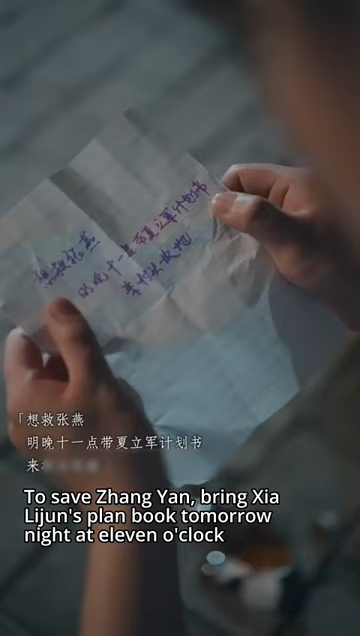 想救张燕
明晚十一点带夏立军计划书
「想救张燕
明晚十一点带夏立军计划书
来
To save Zhang Yan, bring Xia
Lijun's plan book tomorrow
night at eleven o'clock